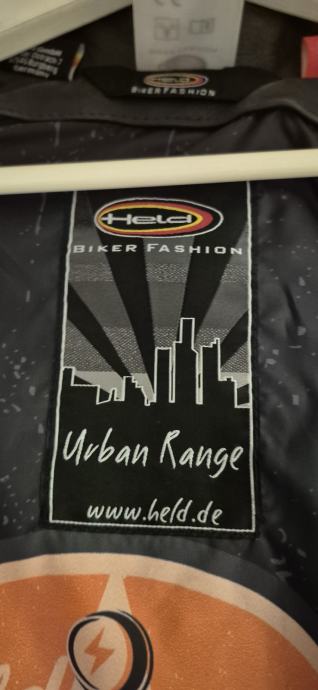 Held
BIKER FASHION
Held
BIKER FASHION
Urban Range
www.held.de